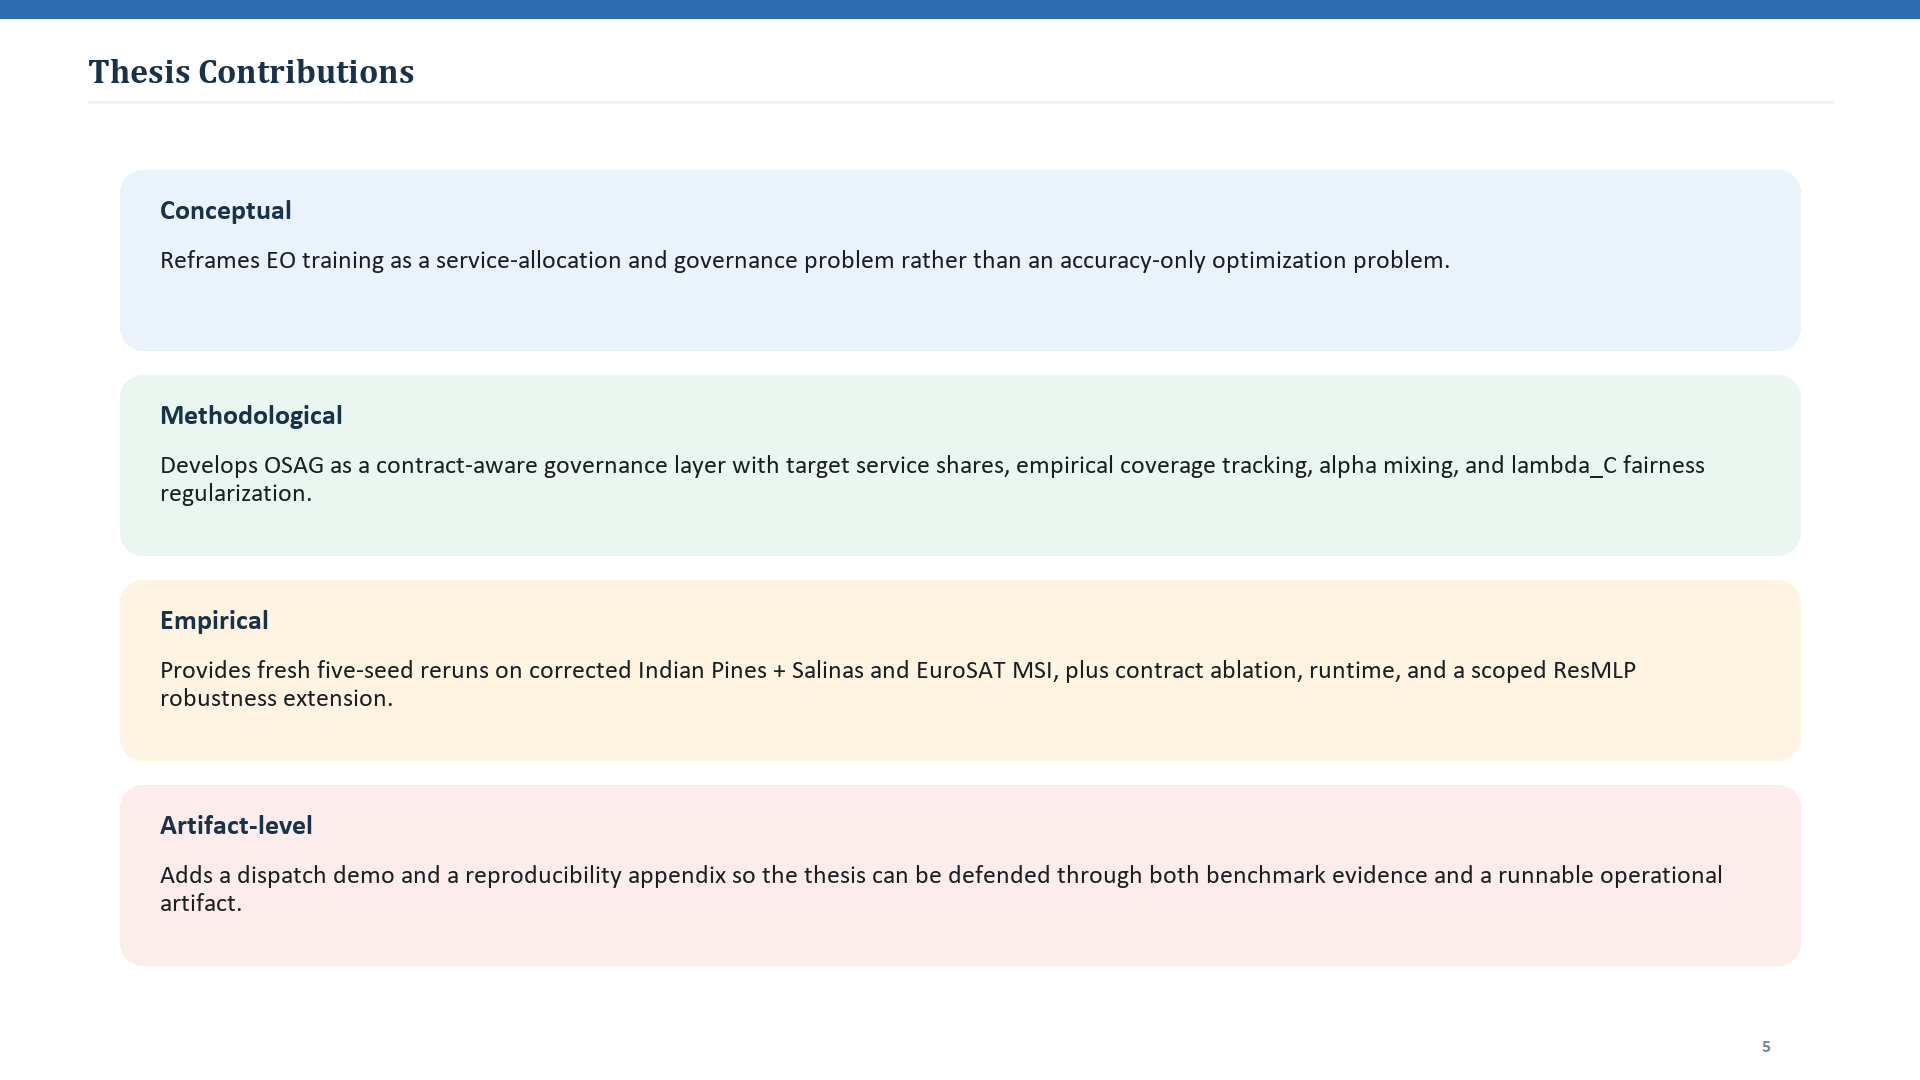 Thesis Contributions
Conceptual
Reframes EO training as a service-allocation and governance problem rather than an accuracy-only optimization problem.
Methodological
Develops OSAG as a contract-aware governance layer with target service shares, empirical coverage tracking, alpha mixing, and lambda_C fairness
regularization.
Empirical
Provides fresh five-seed reruns on corrected Indian Pines + Salinas and EuroSAT MSI, plus contract ablation, runtime, and a scoped ResMLP
robustness extension.
Artifact-level
Adds a dispatch demo and a reproducibility appendix so the thesis can be defended through both benchmark evidence and a runnable operational
artifact.
5